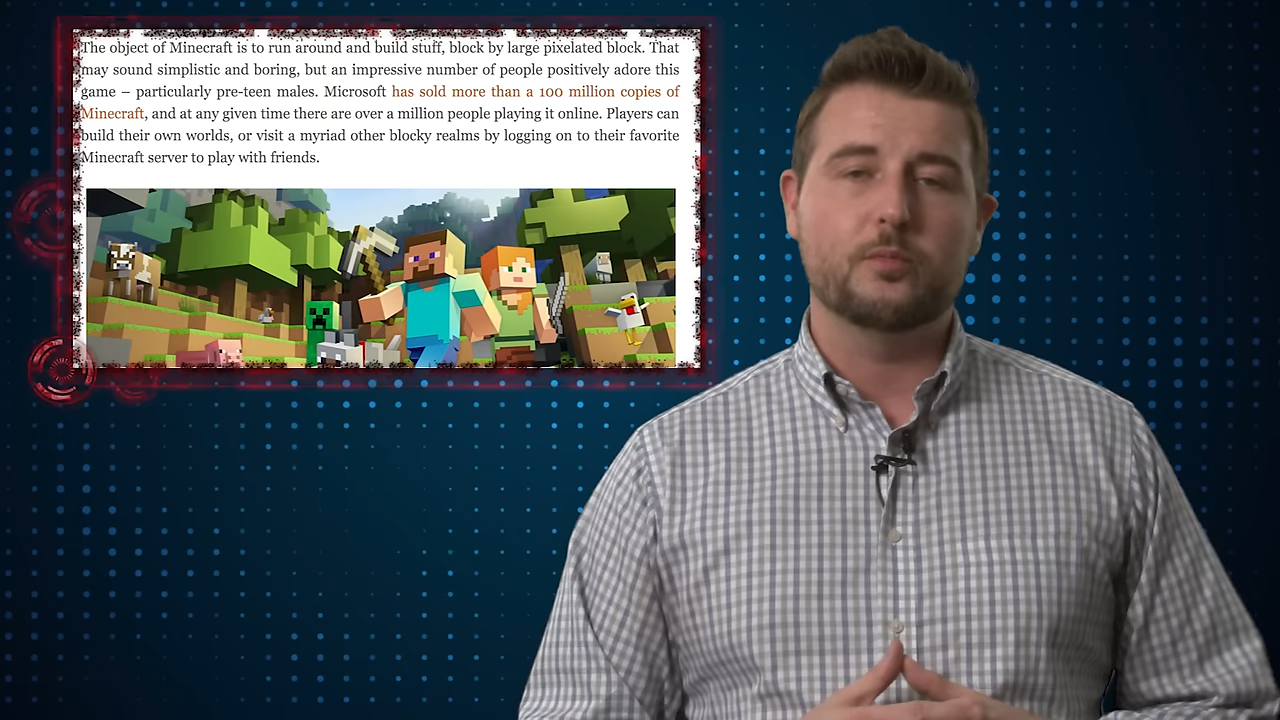 The object of Minecraft is to run around and build stuff, block by large pixelated block. That
may sound simplistic and boring, but an impressive number of people positively adore this
game – particularly pre-teen males. Microsoft has sold more than a 100 million copies of
Minecraft, and at any given time there are over a million people playing it online. Players can
build their own worlds, or visit a myriad other blocky realms by logging on to their favorite
Minecraft server to play with friends.